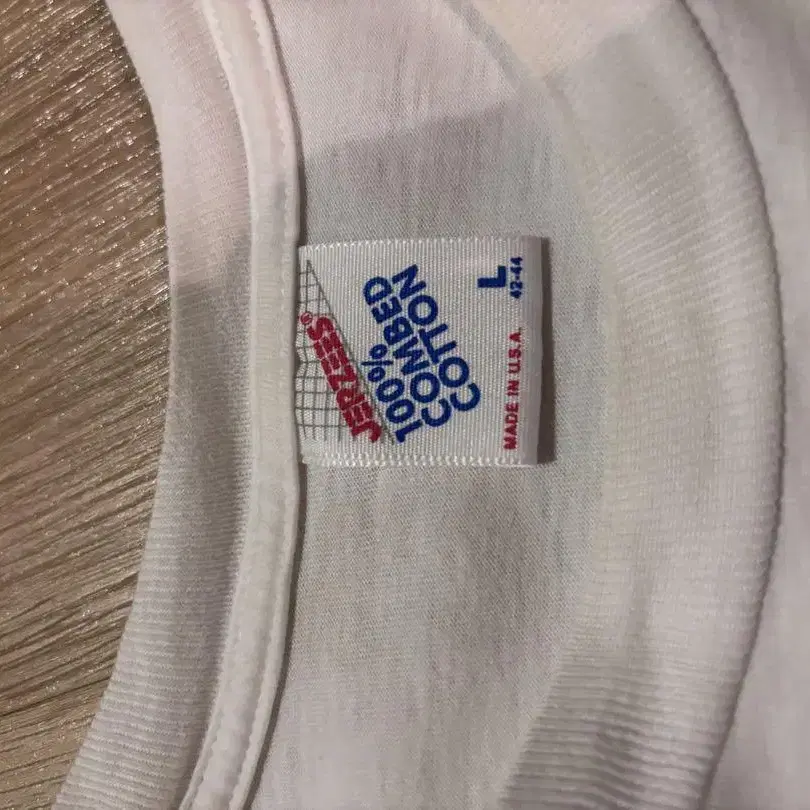 JERZEES®
100%
COMBED
COTTON
L
42-44
MADE IN U.S.A.